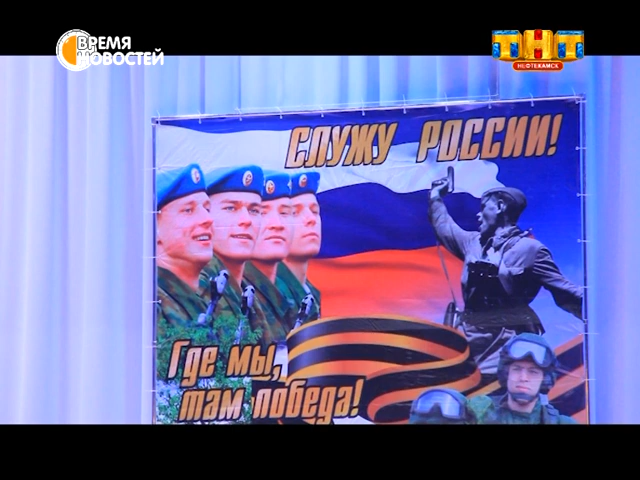 ВРЕМЯ
НОВОСТЕЙ
ТНТ
НЕФТЕКАМСК
СЛУЖУ РОССИИ!
Где мы,
там победа!